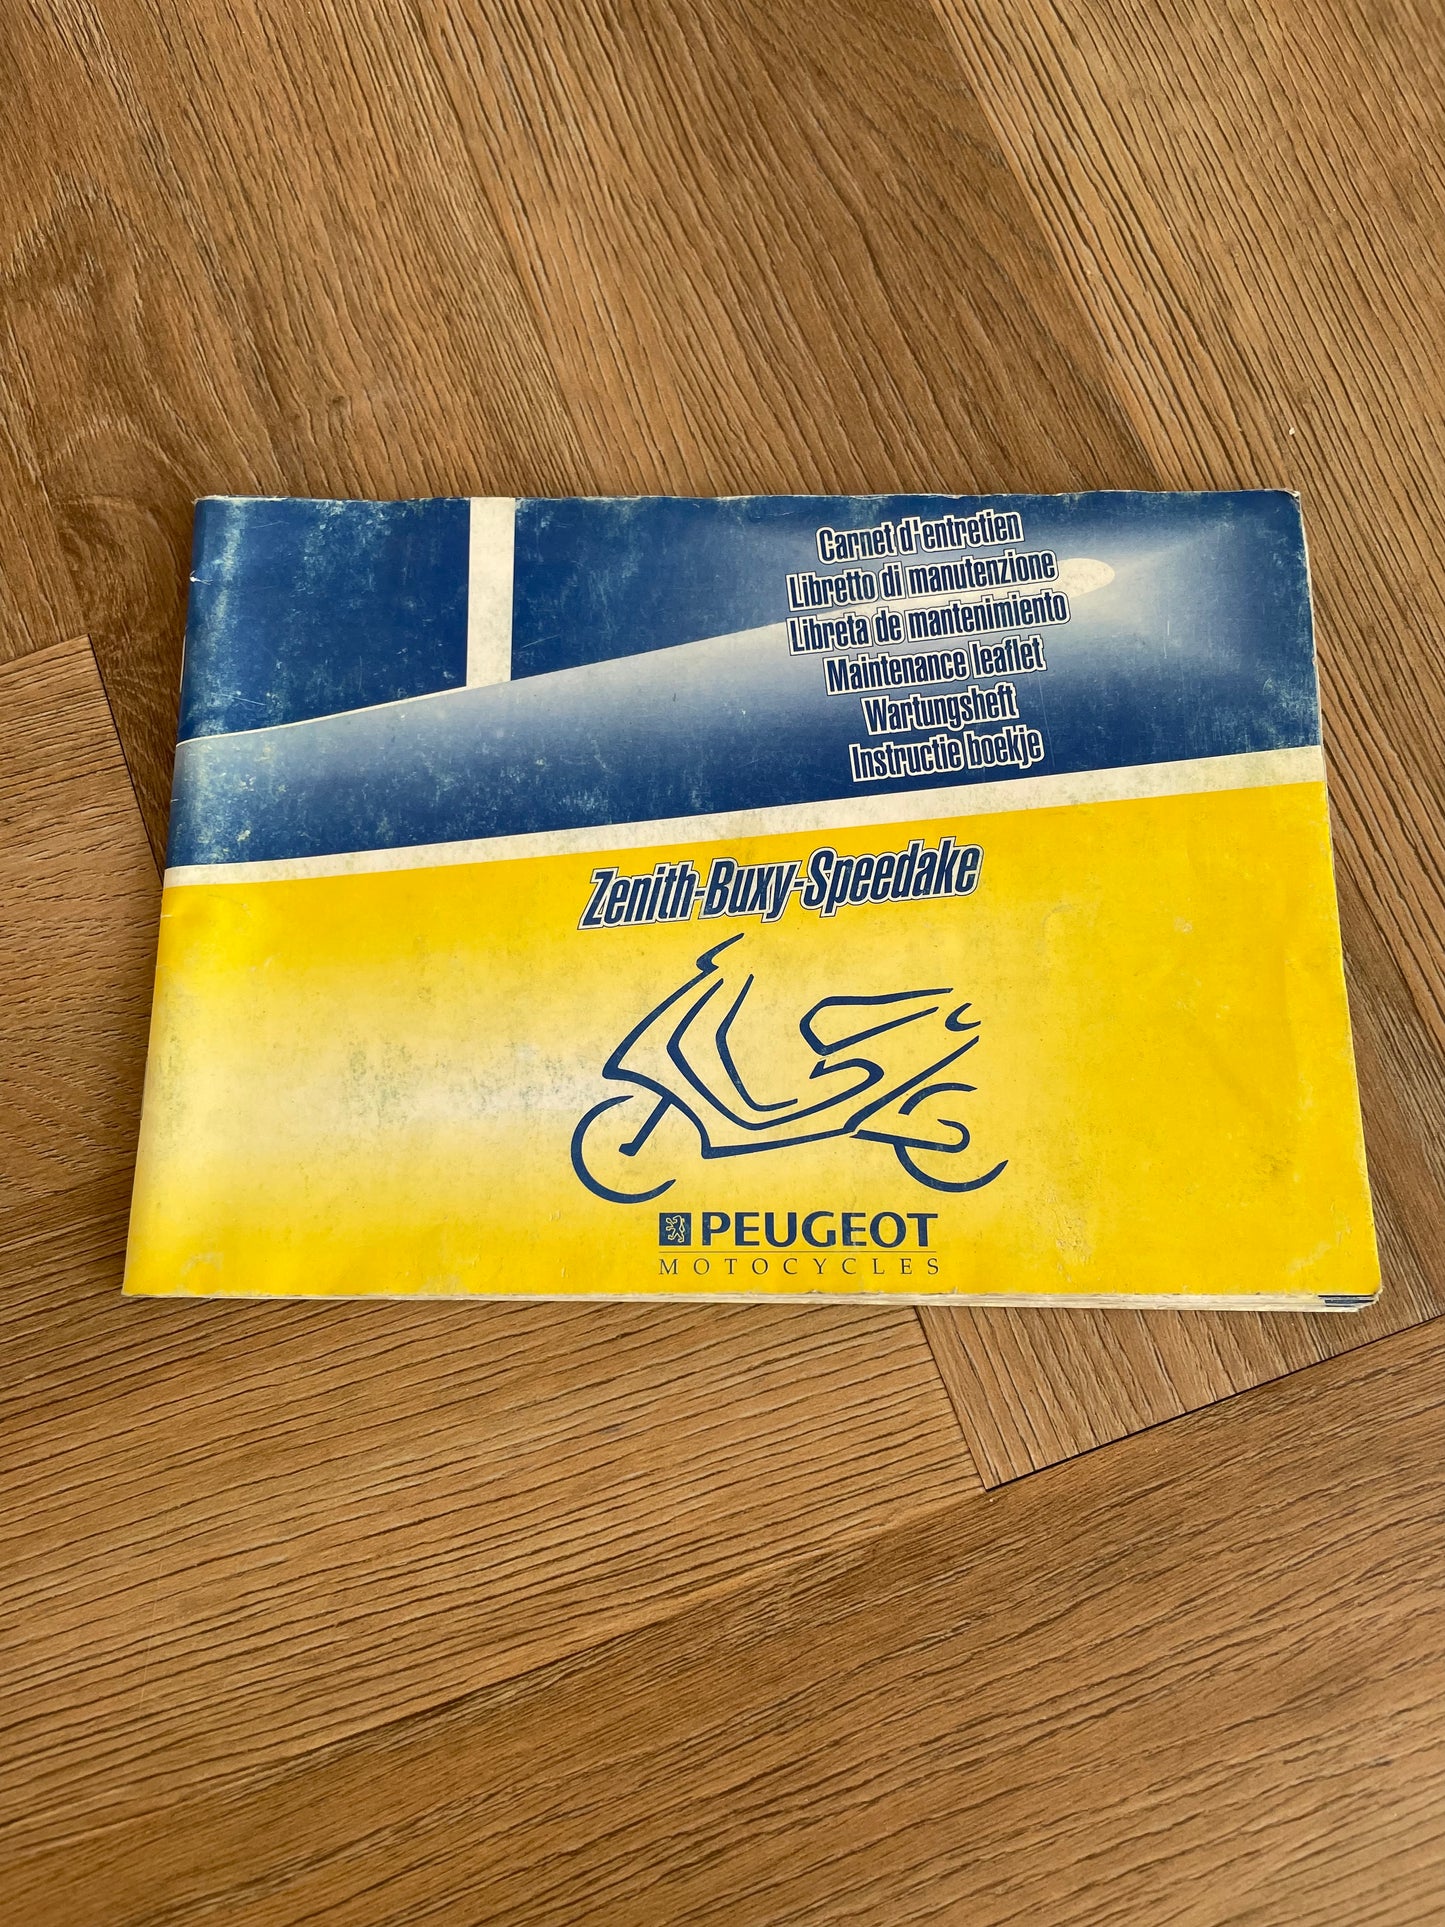 Carnet d'entretien
Libretto di manutenzione
Libreta de mantenimiento
Maintenance leaflet
Wartungsheft
Instructie boekje
Zenith-Buxy-Speedake
PEUGEOT
MOTOCYCLES